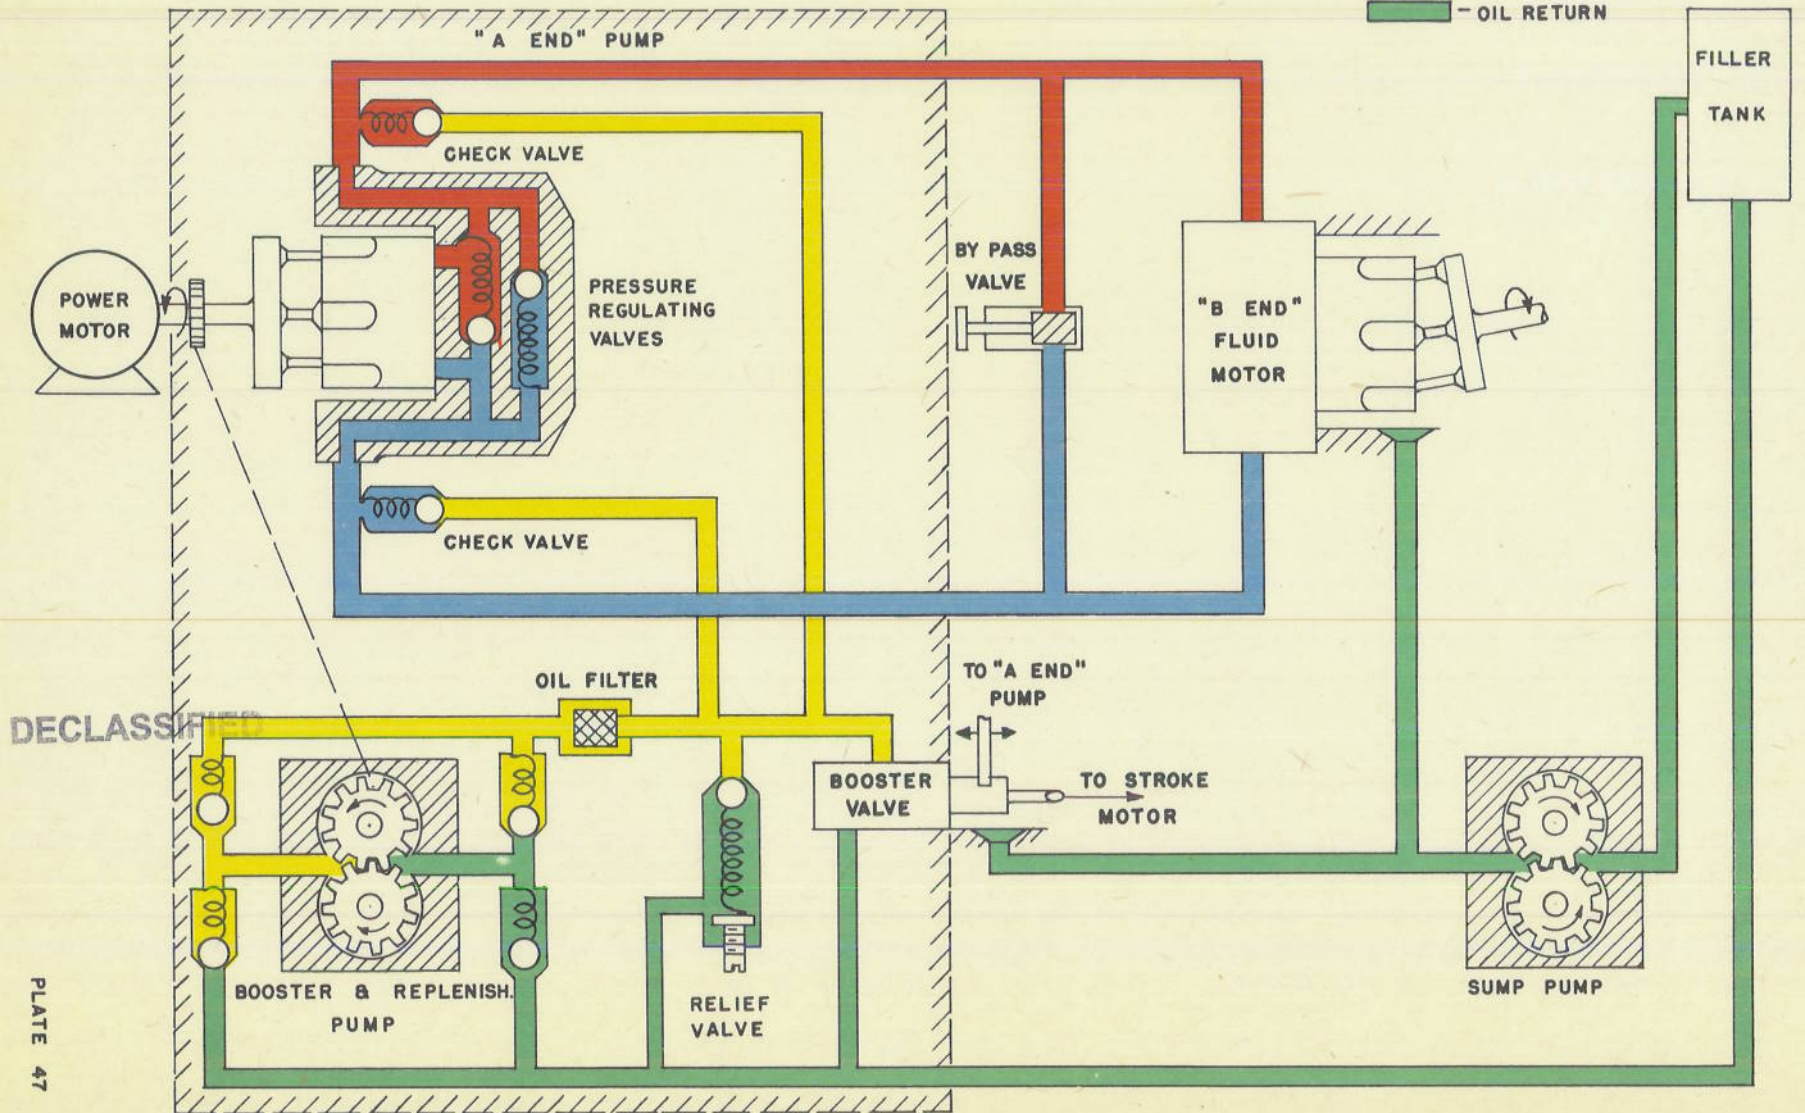 - OIL RETURN
"A END" PUMP
FILLER
TANK
CHECK VALVE
POWER
MOTOR
PRESSURE
REGULATING
VALVES
BY PASS
VALVE
"B END"
FLUID
MOTOR
CHECK VALVE
OIL FILTER
TO "A END"
PUMP
DECLASSIFIED
BOOSTER
VALVE
TO STROKE
MOTOR
BOOSTER & REPLENISH.
PUMP
RELIEF
VALVE
SUMP PUMP
PLATE 47